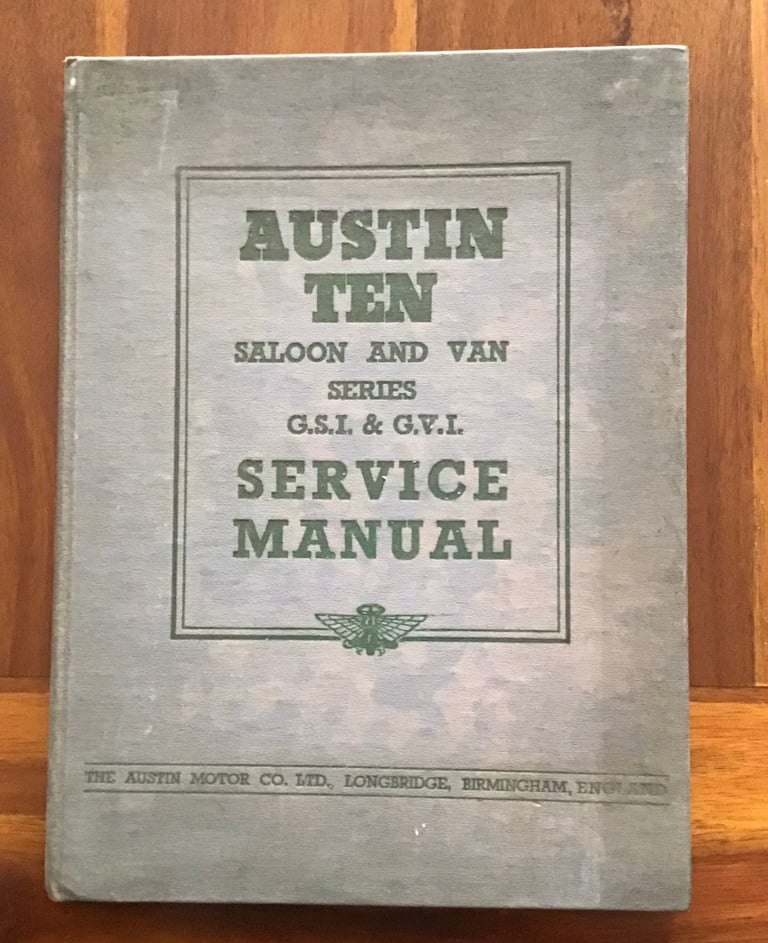 AUSTIN
TEN
SALOON AND VAN
SERIES
G.S.I. & G.V.I.
SERVICE
MANUAL
THE AUSTIN MOTOR CO. LTD., LONGBRIDGE, BIRMINGHAM, ENGLAND